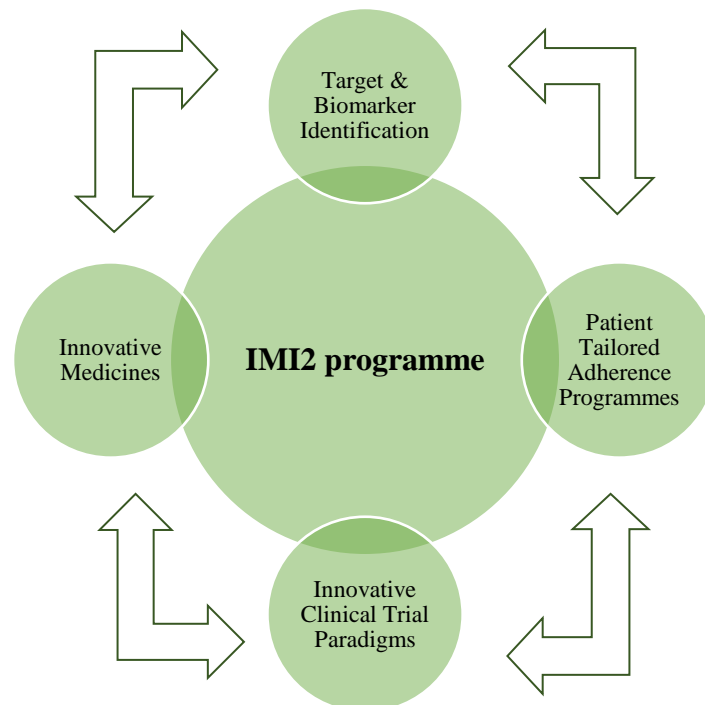 Target &
Biomarker
Identification
Innovative
Medicines
IMI2 programme
Patient
Tailored
Adherence
Programmes
Innovative
Clinical Trial
Paradigms